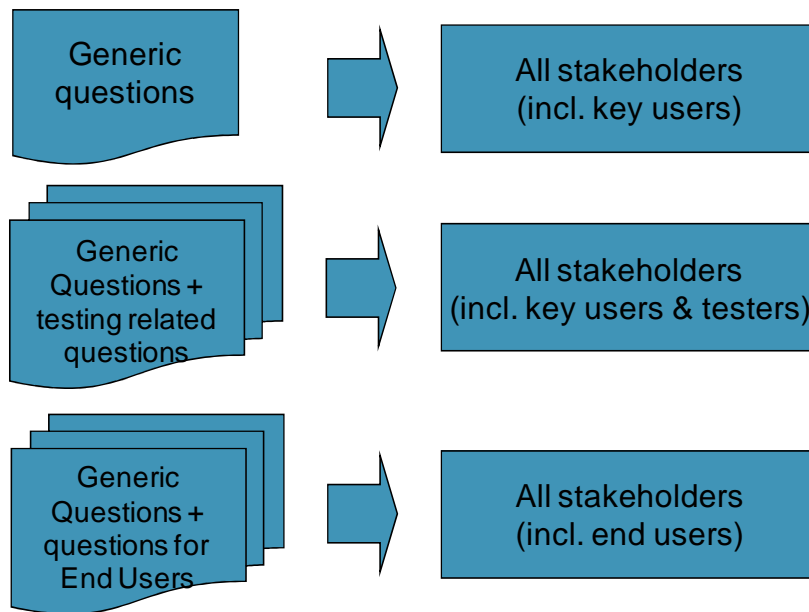 Generic
questions
All stakeholders
(incl. key users)
Generic
Questions +
testing related
questions
All stakeholders
(incl. key users & testers)
Generic
Questions +
questions for
End Users
All stakeholders
(incl. end users)